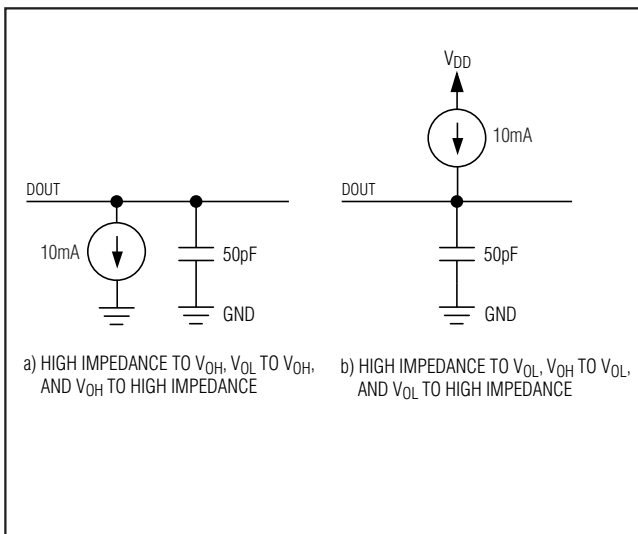 DOUT
10mA
50pF
GND
a) HIGH IMPEDANCE TO VOH, VOL TO VOH,
AND VOH TO HIGH IMPEDANCE
VDD
10mA
DOUT
50pF
GND
b) HIGH IMPEDANCE TO VOL, VOH TO VOL,
AND VOL TO HIGH IMPEDANCE